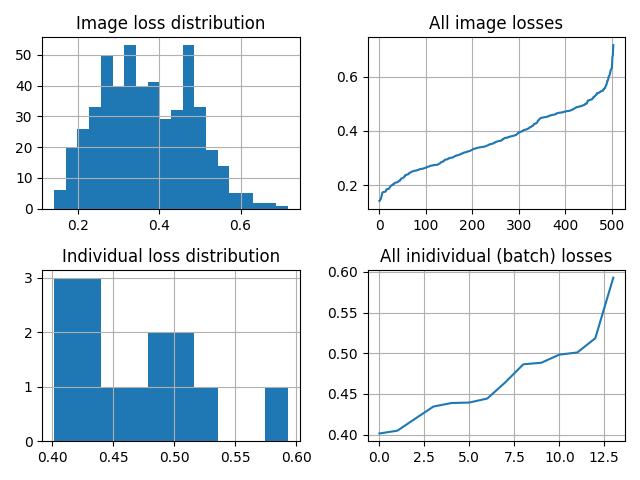 Image loss distribution
50
40
30
20
10
0
0.2 0.4 0.6
All image losses
0.6
0.4
0.2
0 100 200 300 400 500
Individual loss distribution
3
2
1
0
0.40 0.45 0.50 0.55 0.60
All inidividual (batch) losses
0.60
0.55
0.50
0.45
0.40
0.0 2.5 5.0 7.5 10.0 12.5